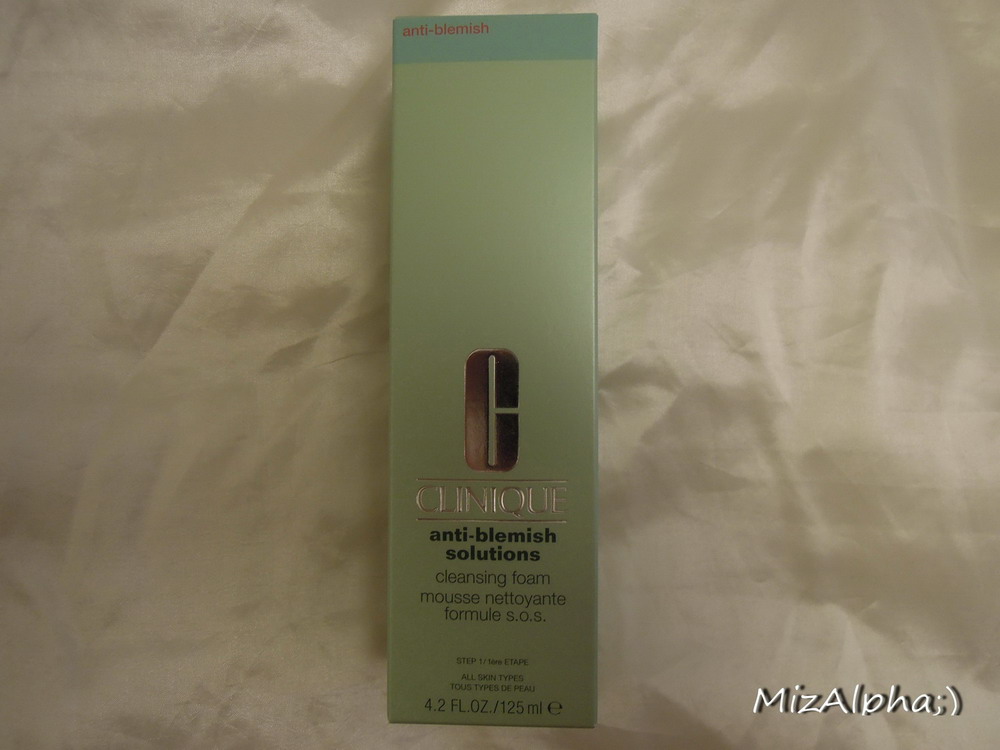 anti-blemish
CLINIQUE
anti-blemish
solutions
cleansing foam
mousse nettoyante
formule s.o.s.
STEP 1/ 1ère ETAPE
ALL SKIN TYPES
TOUS TYPES DE PEAU
4.2 FL.OZ./125 ml ℮
MizAlpha;)